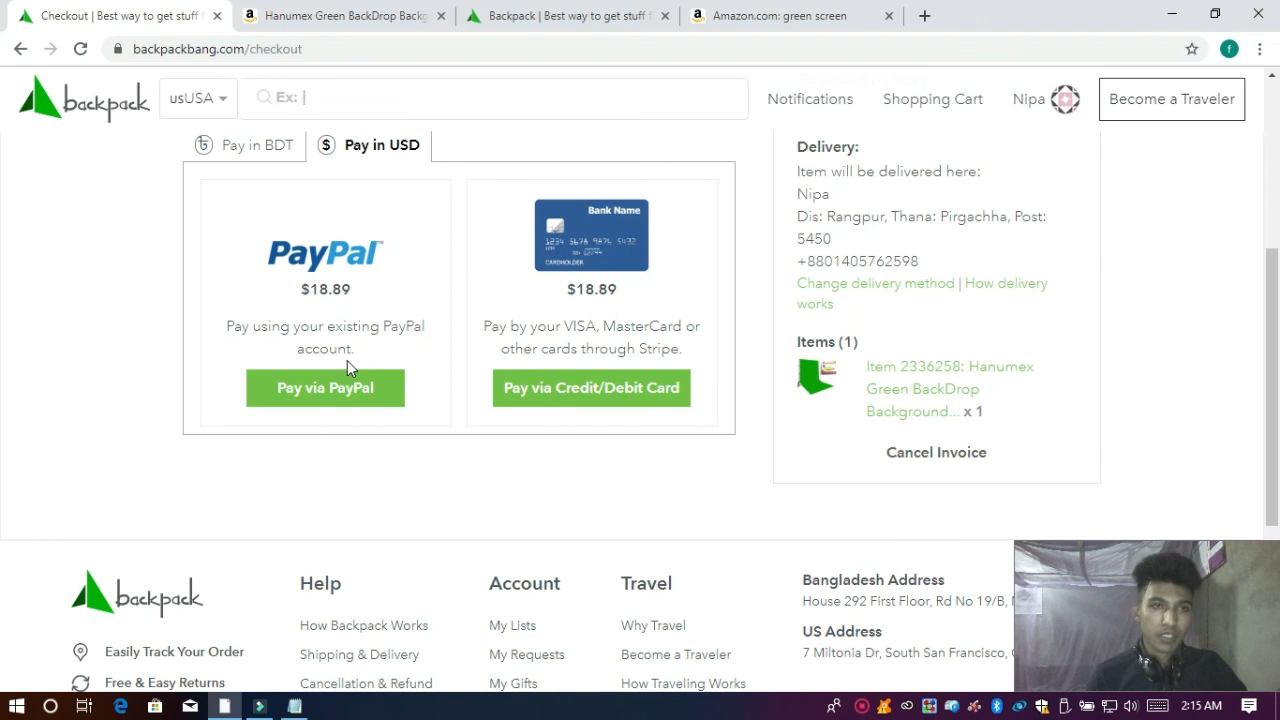 Checkout | Best way to get stuff f
Hanumex Green BackDrop Backg
Backpack | Best way to get stuff f
Amazon.com: green screen
backpackbang.com/checkout
f
backpack
usUSA
Ex: |
Notifications
Shopping Cart
Nipa
Become a Traveler
৳ Pay in BDT
$ Pay in USD
PayPal™
$18.89
Pay using your existing PayPal
account.
Pay via PayPal
Bank Name
1234 5678 9876 5432
CARDHOLDER
$18.89
Pay by your VISA, MasterCard or
other cards through Stripe.
Pay via Credit/Debit Card
Delivery:
Item will be delivered here:
Nipa
Dis: Rangpur, Thana: Pirgachha, Post:
5450
+8801405762598
Change delivery method | How delivery
works
Items (1)
Item 2336258: Hanumex
Green BackDrop
Background... x 1
Cancel Invoice
backpack
Easily Track Your Order
Free & Easy Returns
Help
How Backpack Works
Shipping & Delivery
Cancellation & Refund
Account
My Lists
My Requests
My Gifts
Travel
Why Travel
Become a Traveler
How Traveling Works
Bangladesh Address
House 292 First Floor, Rd No 19/B,
US Address
7 Miltonia Dr, South San Francisco,
2:15 AM